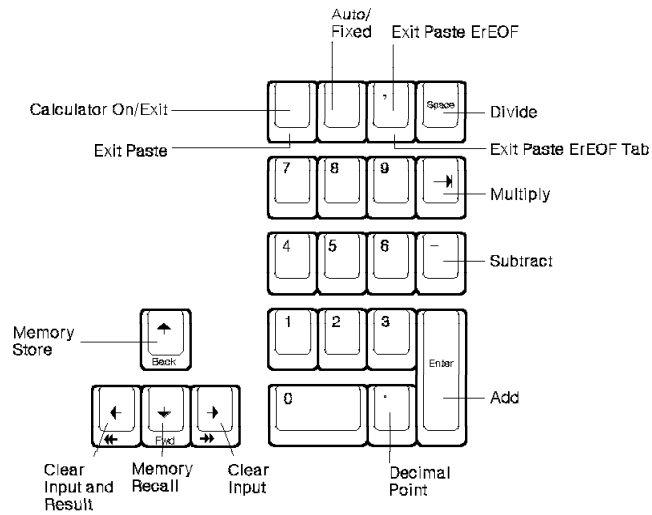 Auto/
Fixed
Exit Paste ErEOF
,
Space
Calculator On/Exit
Divide
Exit Paste
Exit Paste ErEOF Tab
7 8 9 →|
Multiply
4 5 6 −
Subtract
1 2 3
Memory
Store
↑
Back
Enter
0 .
Add
← ↓ →
Fwd
Clear
Input and
Result
Memory
Recall
Clear
Input
Decimal
Point